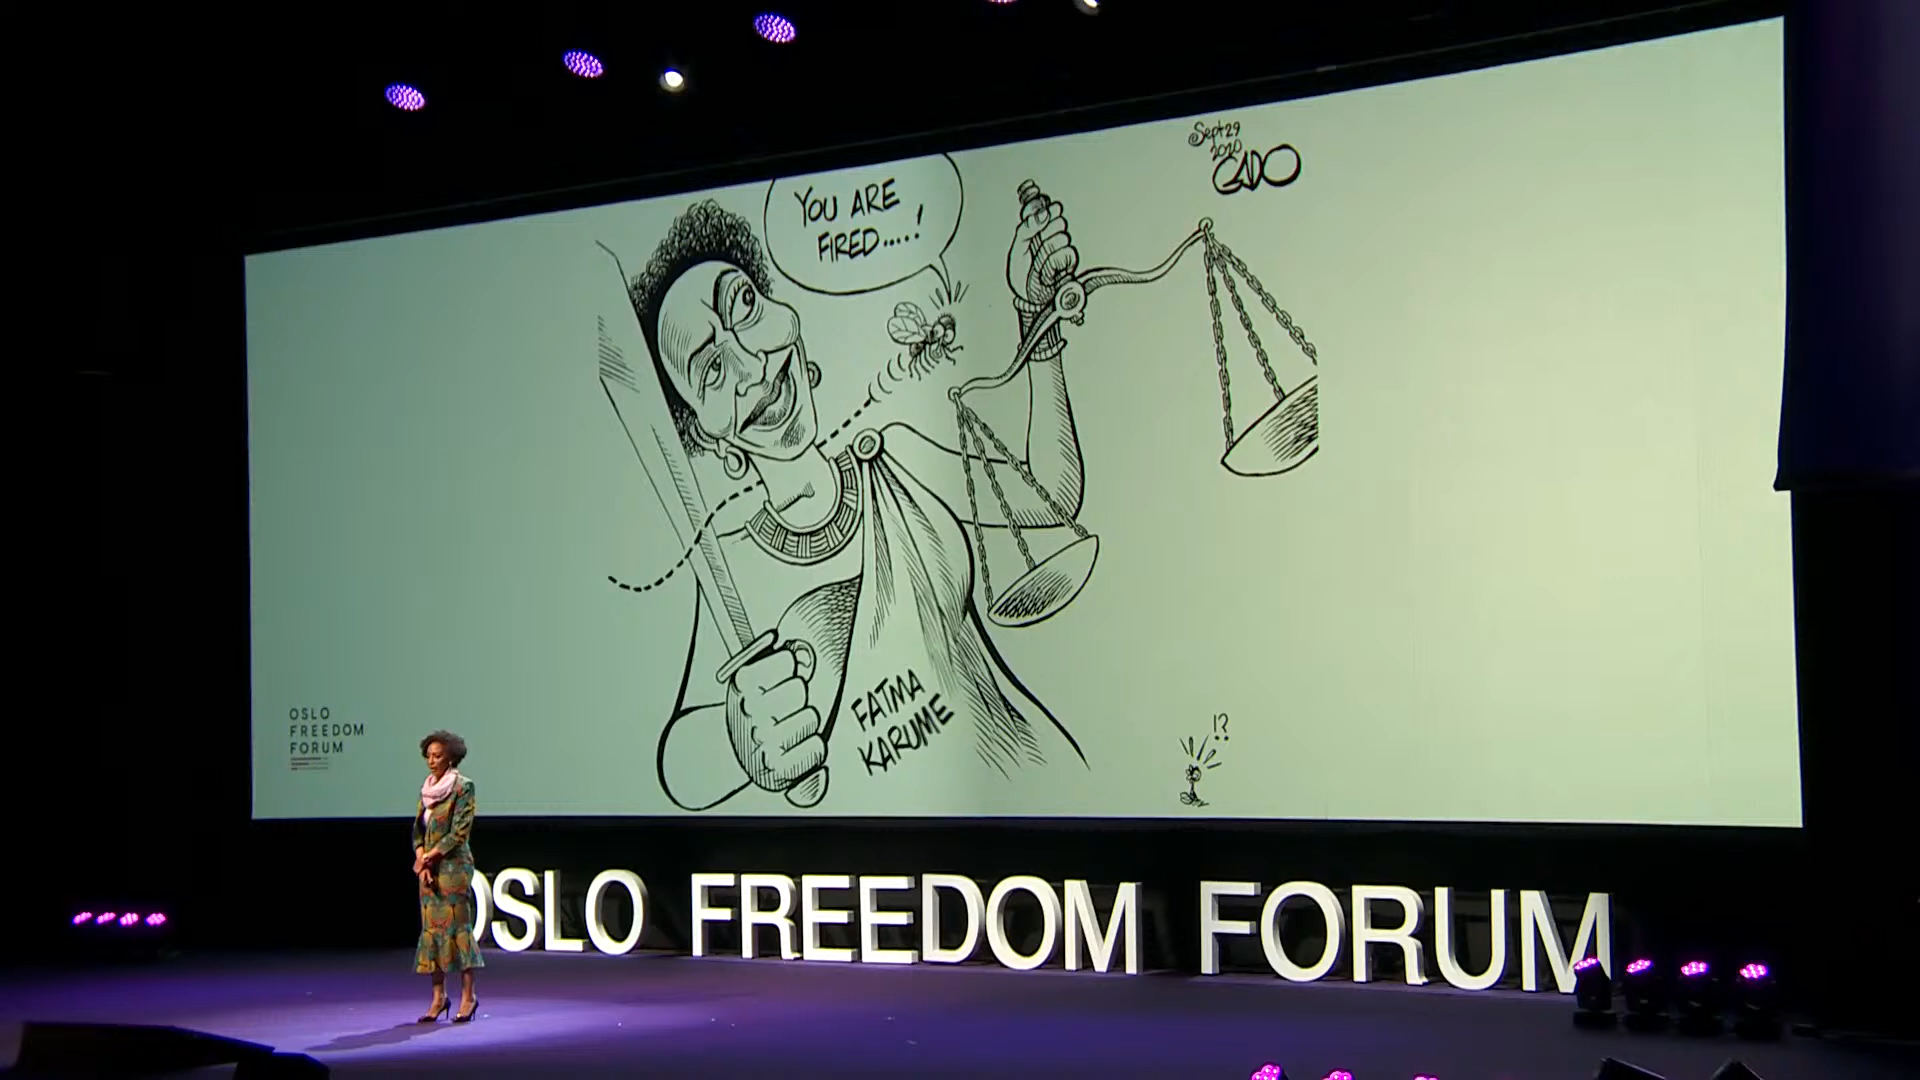 Sept 29
2020
GADO
YOU ARE
FIRED.....!
FATMA
KARUME
!?
OSLO
FREEDOM
FORUM
OSLO FREEDOM FORUM